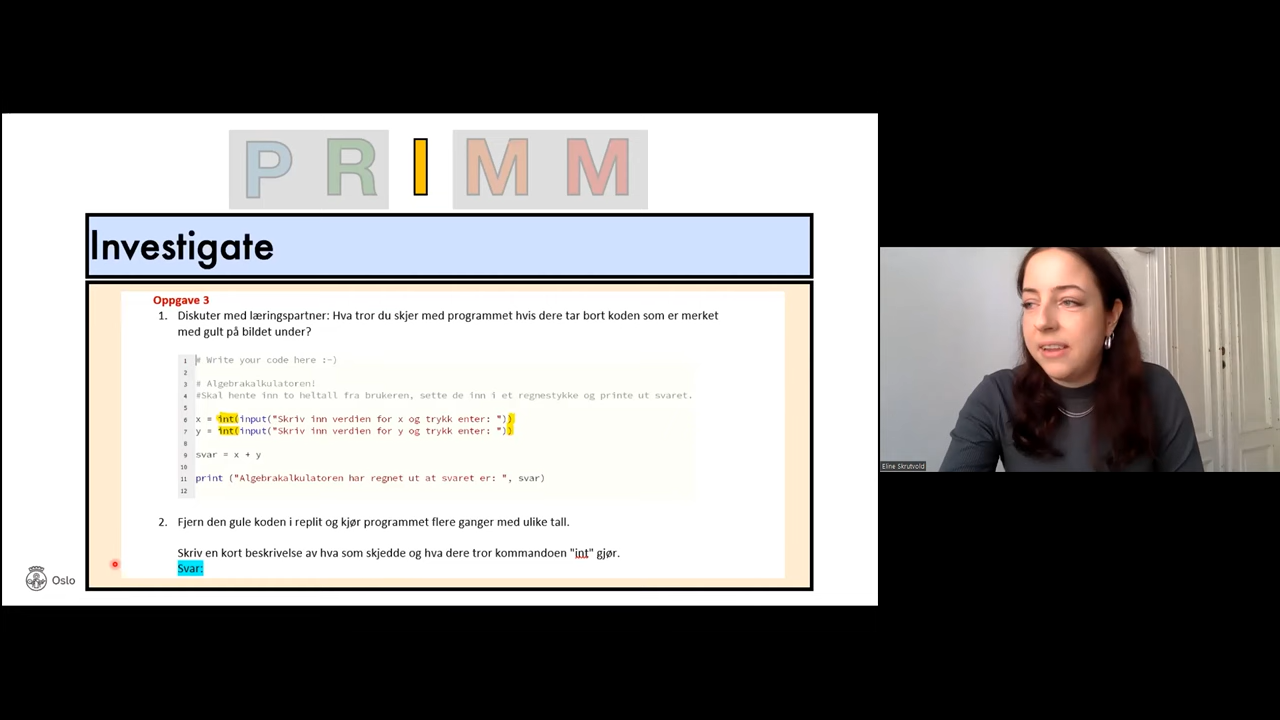 P R I M M
Investigate
Oppgave 3
1. Diskuter med læringspartner: Hva tror du skjer med programmet hvis dere tar bort koden som er merket
med gult på bildet under?
1 # Write your code here :-)
2
3 # Algebrakalkulatoren!
4 #Skal hente inn to heltall fra brukeren, sette de inn i et regnestykke og printe ut svaret.
5
6 x = int(input("Skriv inn verdien for x og trykk enter: "))
7 y = int(input("Skriv inn verdien for y og trykk enter: "))
8
9 svar = x + y
10
11 print ("Algebrakalkulatoren har regnet ut at svaret er: ", svar)
12
2. Fjern den gule koden i replit og kjør programmet flere ganger med ulike tall.
Skriv en kort beskrivelse av hva som skjedde og hva dere tror kommandoen "int" gjør.
Svar:
Oslo
Eline Skrutvold